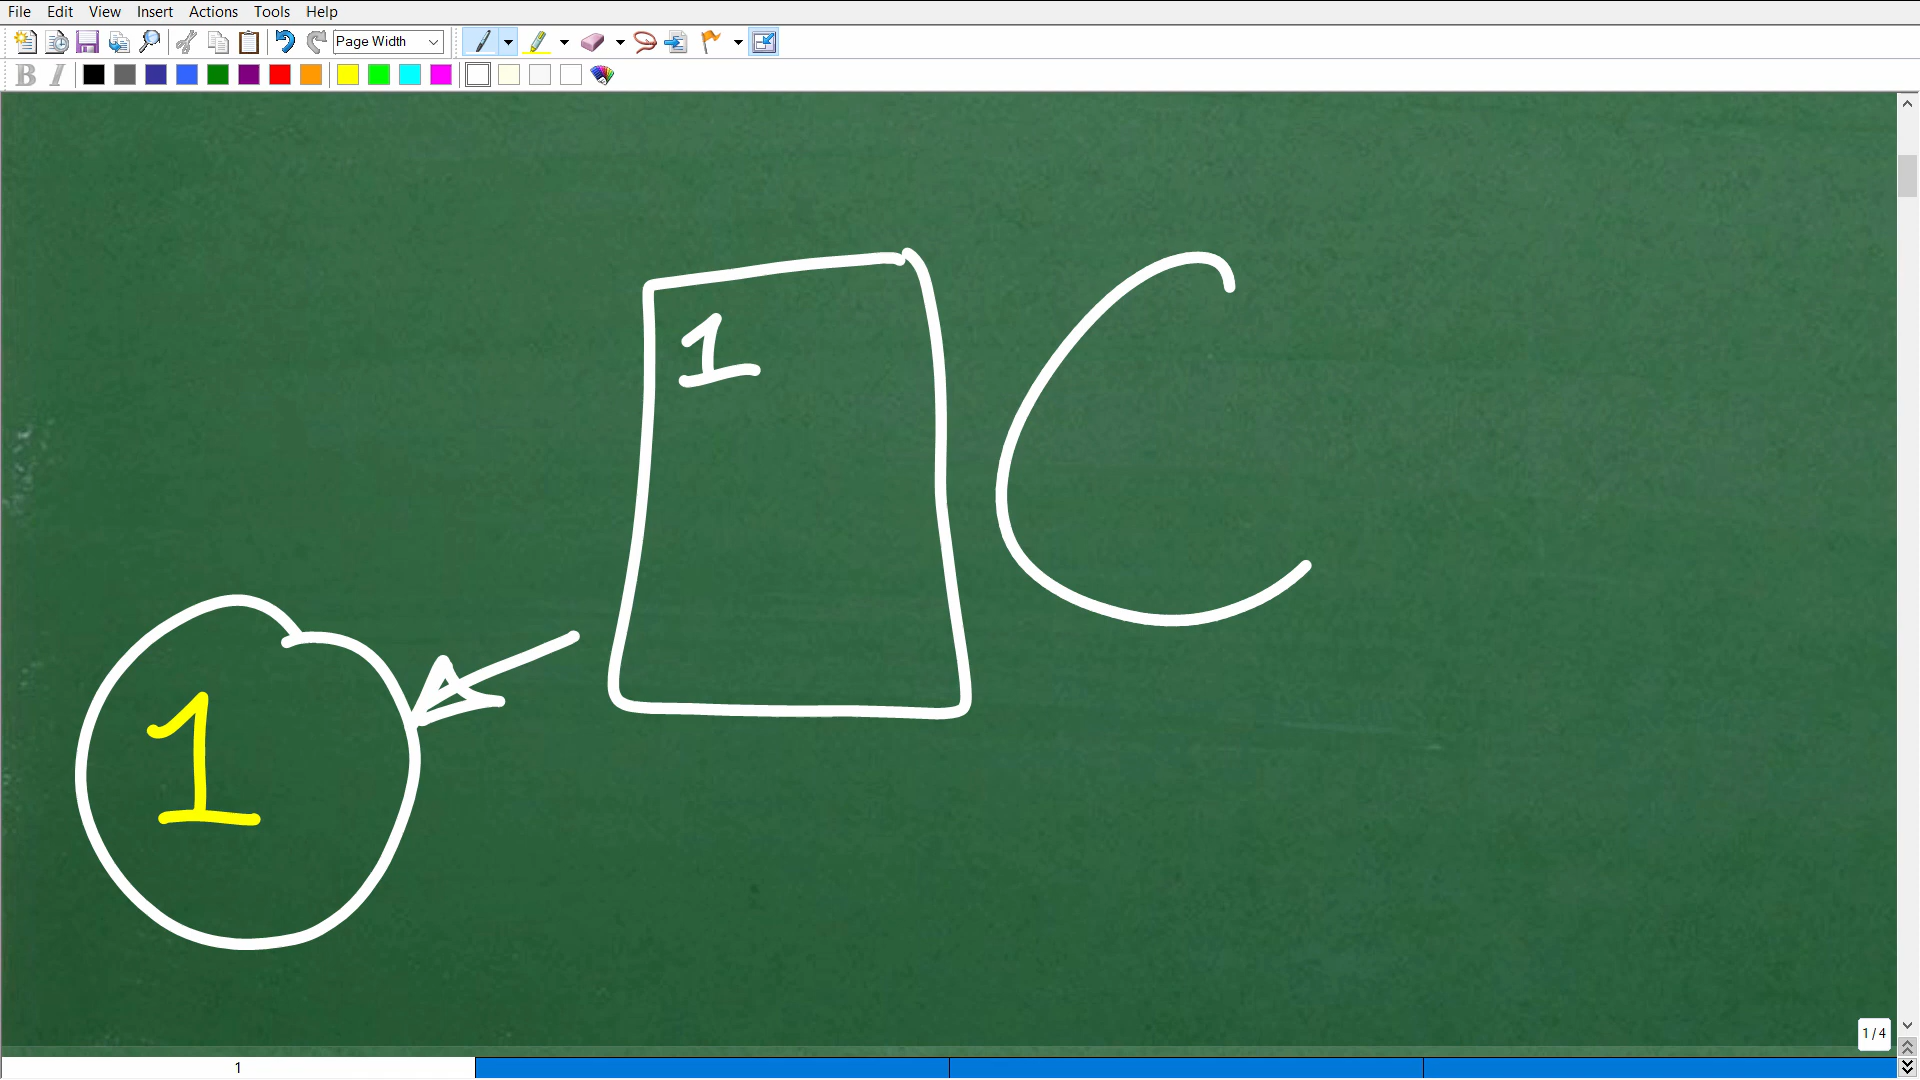 File Edit View Insert Actions Tools Help
Page Width
B I
1 C
1
1 / 4
1